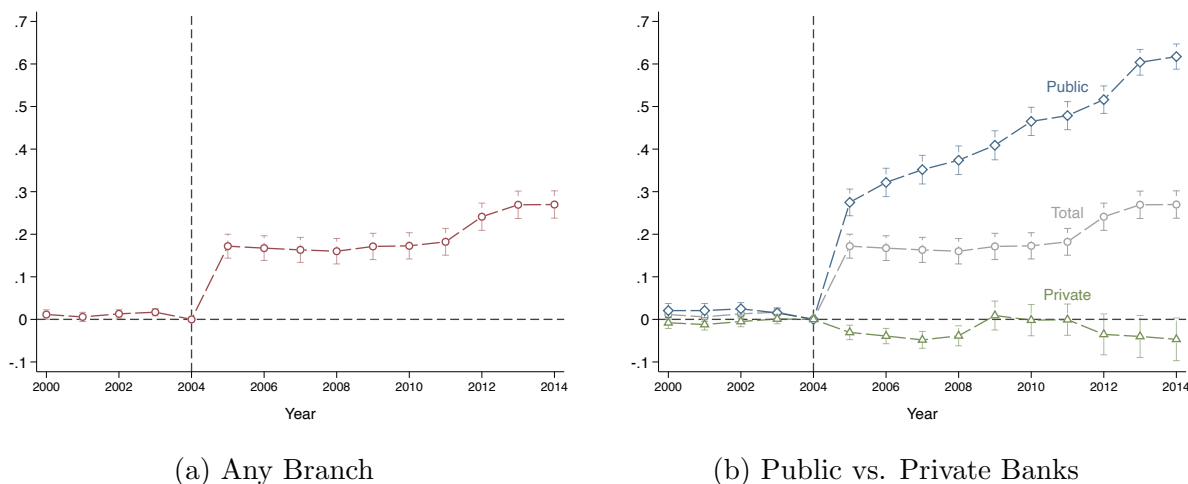 .7
.6
.5
.4
.3
.2
.1
0
-.1
2000 2002 2004 2006 2008 2010 2012 2014
Year
(a) Any Branch
.7
.6
.5
.4
.3
.2
.1
0
-.1
Public
Total
Private
2000 2002 2004 2006 2008 2010 2012 2014
Year
(b) Public vs. Private Banks